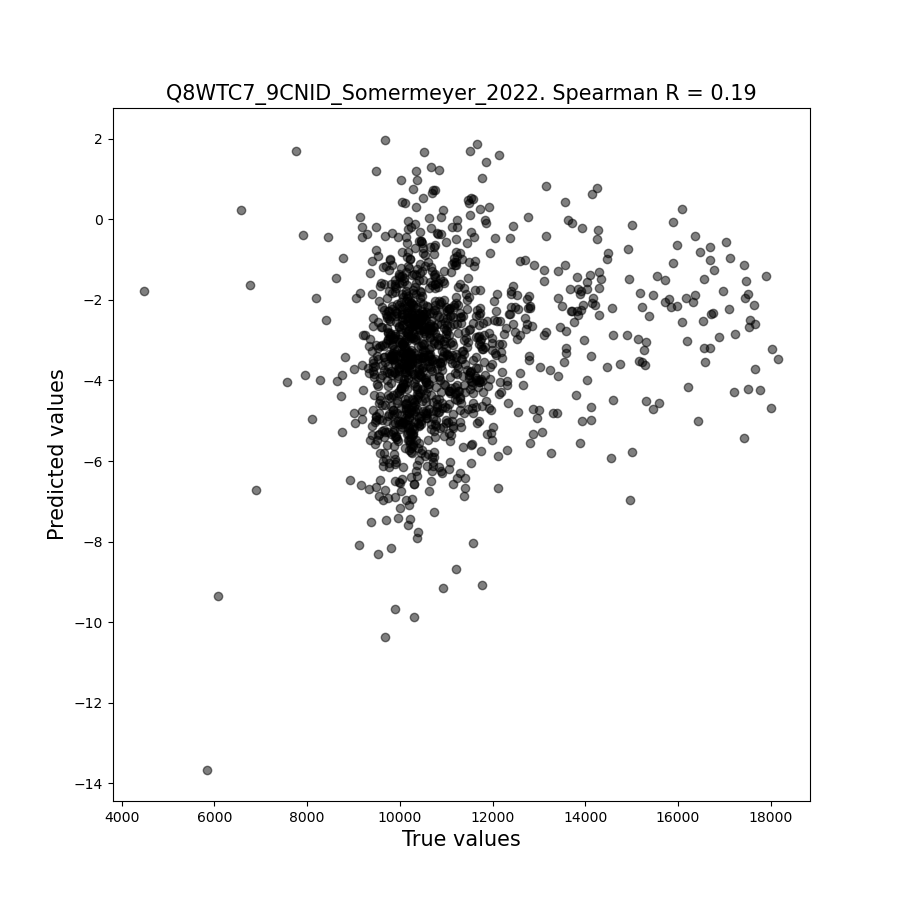 Q8WTC7_9CNID_Somermeyer_2022. Spearman R = 0.19
2
0
−2
−4
−6
−8
−10
−12
−14
Predicted values
4000 6000 8000 10000 12000 14000 16000 18000
True values